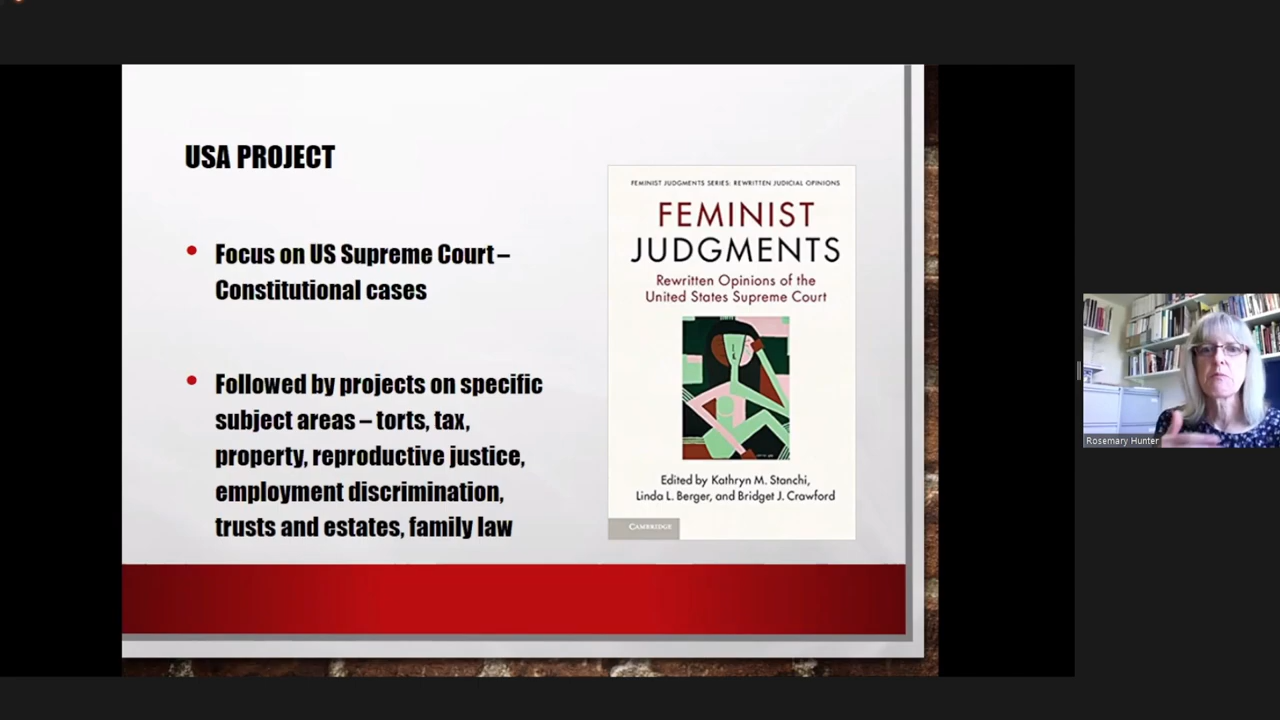 USA PROJECT
Focus on US Supreme Court –
Constitutional cases
Followed by projects on specific
subject areas – torts, tax,
property, reproductive justice,
employment discrimination,
trusts and estates, family law
FEMINIST JUDGMENTS SERIES: REWRITTEN JUDICIAL OPINIONS
FEMINIST
JUDGMENTS
Rewritten Opinions of the
United States Supreme Court
Edited by Kathryn M. Stanchi,
Linda L. Berger, and Bridget J. Crawford
CAMBRIDGE
Rosemary Hunter